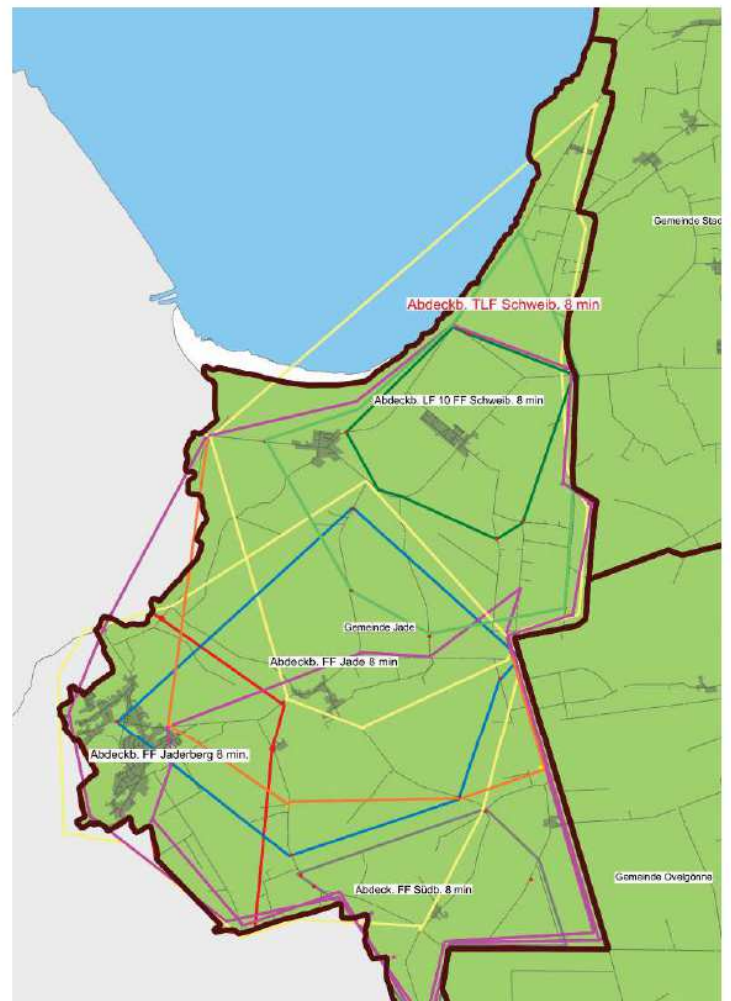 Gemeinde Stad
Abdeckb. TLF Schweib. 8 min
Abdeckb. LF 10 FF Schweib. 8 min
Gemeinde Jade
Abdeckb. FF Jade 8 min
Abdeckb. FF Jaderberg 8 min.
Gemeinde Ovelgönne
Abdeck. FF Südb. 8 min